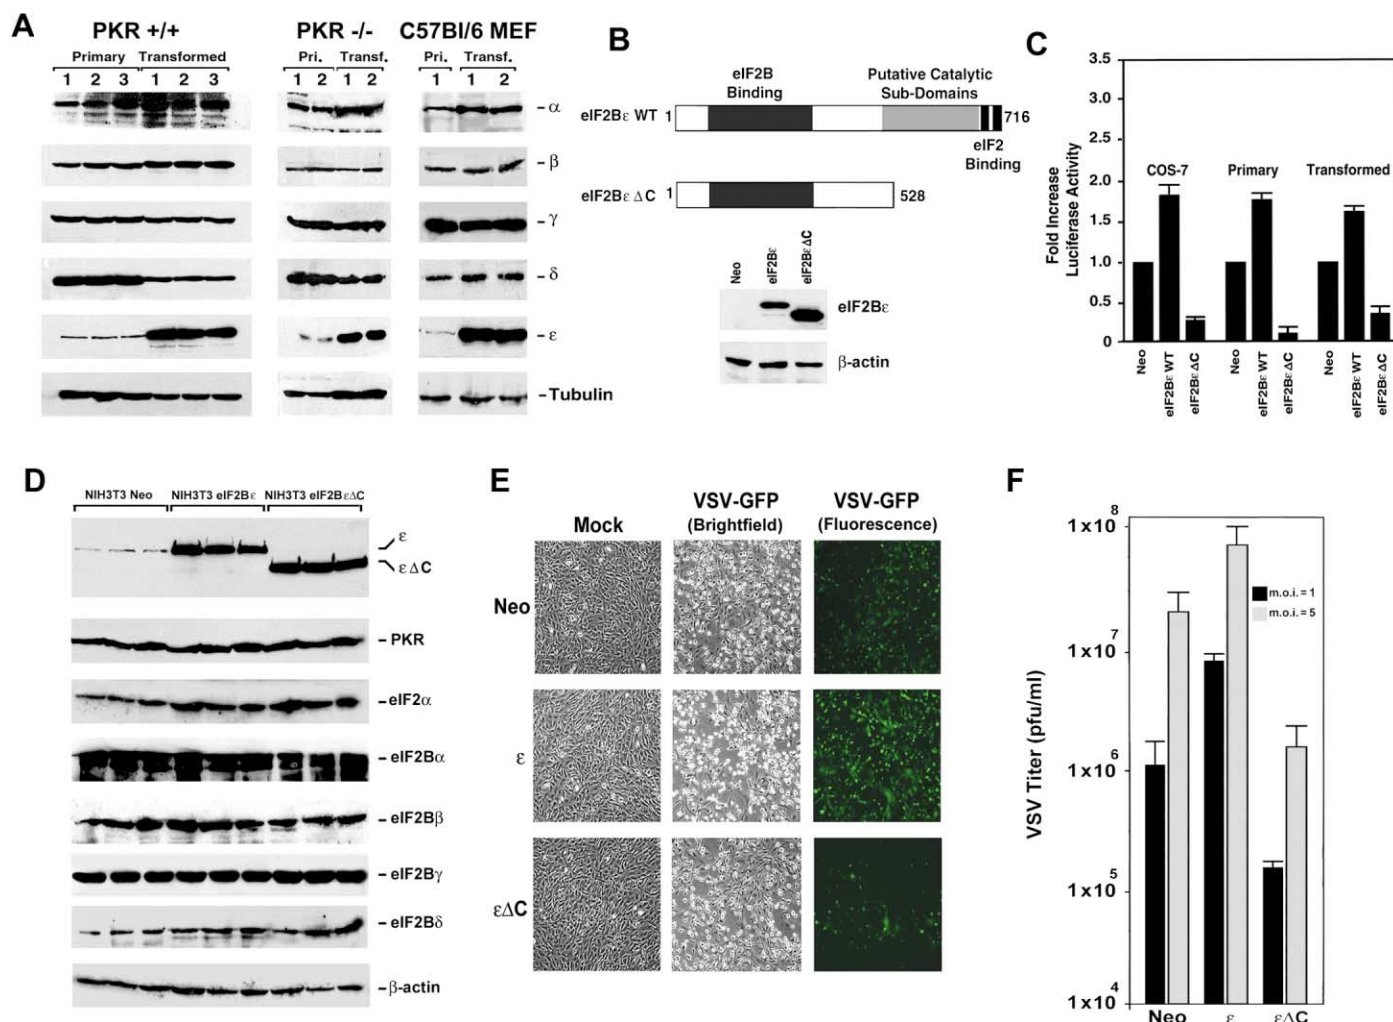 A
PKR +/+
PKR -/-
C57Bl/6 MEF
Primary Transformed
Pri. Transf.
Pri. Transf.
1 2 3 1 2 3
1 2 1 2
1 1 2
- α
- β
- γ
- δ
- ε
-Tubulin
B
eIF2B
Binding
Putative Catalytic
Sub-Domains
eIF2Bε WT 1
716
eIF2
Binding
eIF2Bε ΔC 1
528
Neo
eIF2Bε
eIF2BεΔC
eIF2Bε
β-actin
C
Fold Increase
Luciferase Activity
3.5
3.0
2.5
2.0
1.5
1.0
0.5
0
COS-7
Primary
Transformed
Neo
eIF2Bε WT
eIF2Bε ΔC
Neo
eIF2Bε WT
eIF2Bε ΔC
Neo
eIF2Bε WT
eIF2Bε ΔC
D
NIH3T3 Neo
NIH3T3 eIF2Bε
NIH3T3 eIF2BεΔC
ε
εΔC
-PKR
-eIF2α
-eIF2Bα
-eIF2Bβ
-eIF2Bγ
-eIF2Bδ
-β-actin
E
Mock
VSV-GFP
(Brightfield)
VSV-GFP
(Fluorescence)
Neo
ε
εΔC
F
VSV Titer (pfu/ml)
1x10^8
1x10^7
1x10^6
1x10^5
1x10^4
m.o.i. = 1
m.o.i. = 5
Neo
ε
εΔC